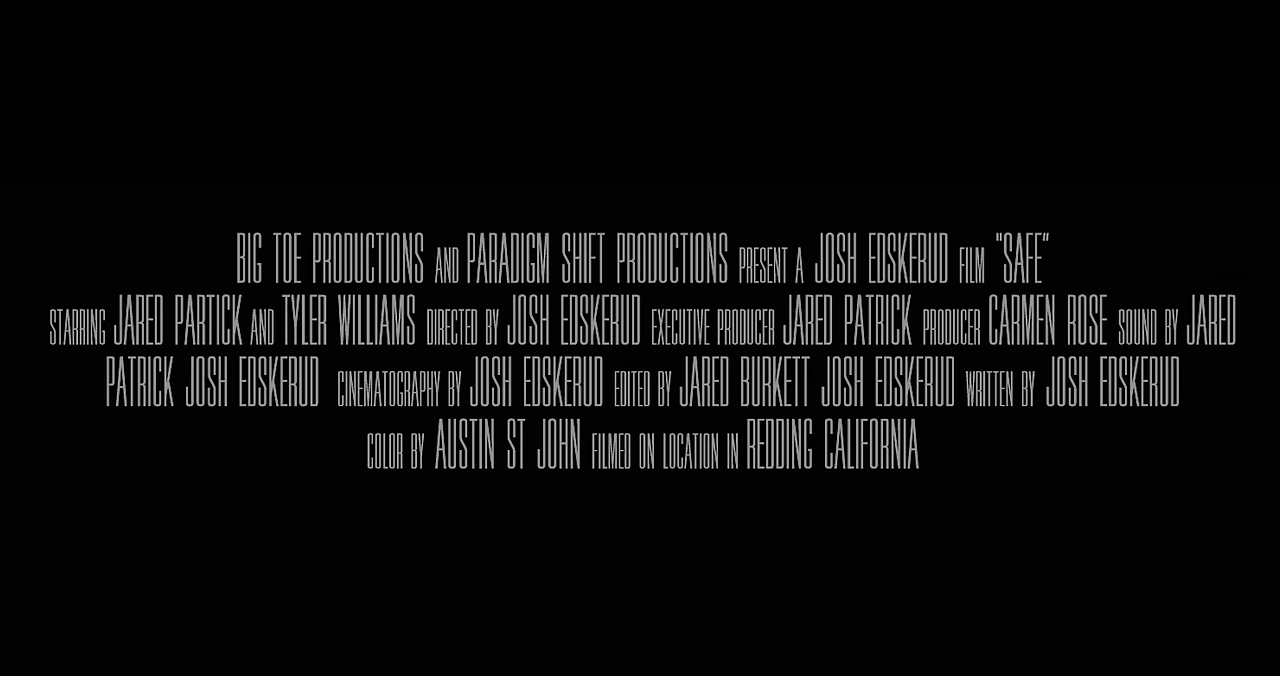 BIG TOE PRODUCTIONS AND PARADIGM SHIFT PRODUCTIONS PRESENT A JOSH EDSKERUD FILM "SAFE"
STARRING JARED PARTICK AND TYLER WILLIAMS DIRECTED BY JOSH EDSKERUD EXECUTIVE PRODUCER JARED PATRICK PRODUCER CARMEN ROSE SOUND BY JARED
PATRICK JOSH EDSKERUD CINEMATOGRAPHY BY JOSH EDSKERUD EDITED BY JARED BURKETT JOSH EDSKERUD WRITTEN BY JOSH EDSKERUD
COLOR BY AUSTIN ST JOHN FILMED ON LOCATION IN REDDING CALIFORNIA